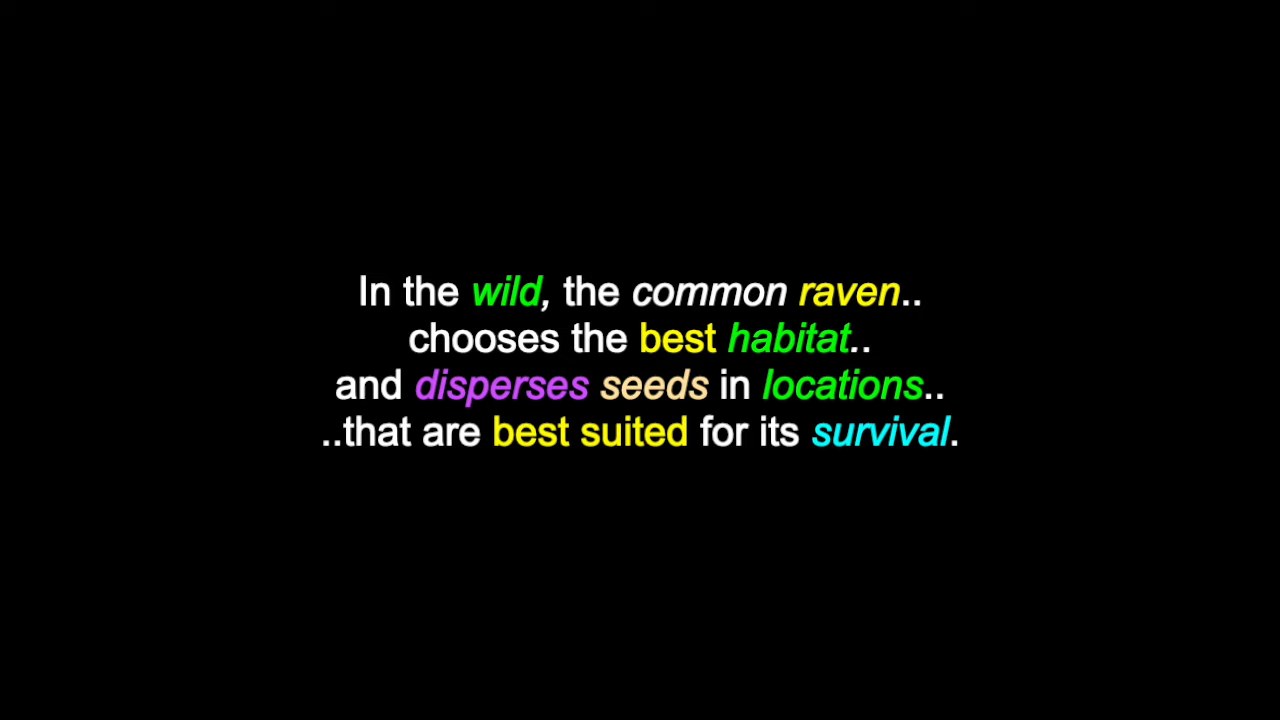 In the wild, the common raven..
chooses the best habitat..
and disperses seeds in locations..
..that are best suited for its survival.